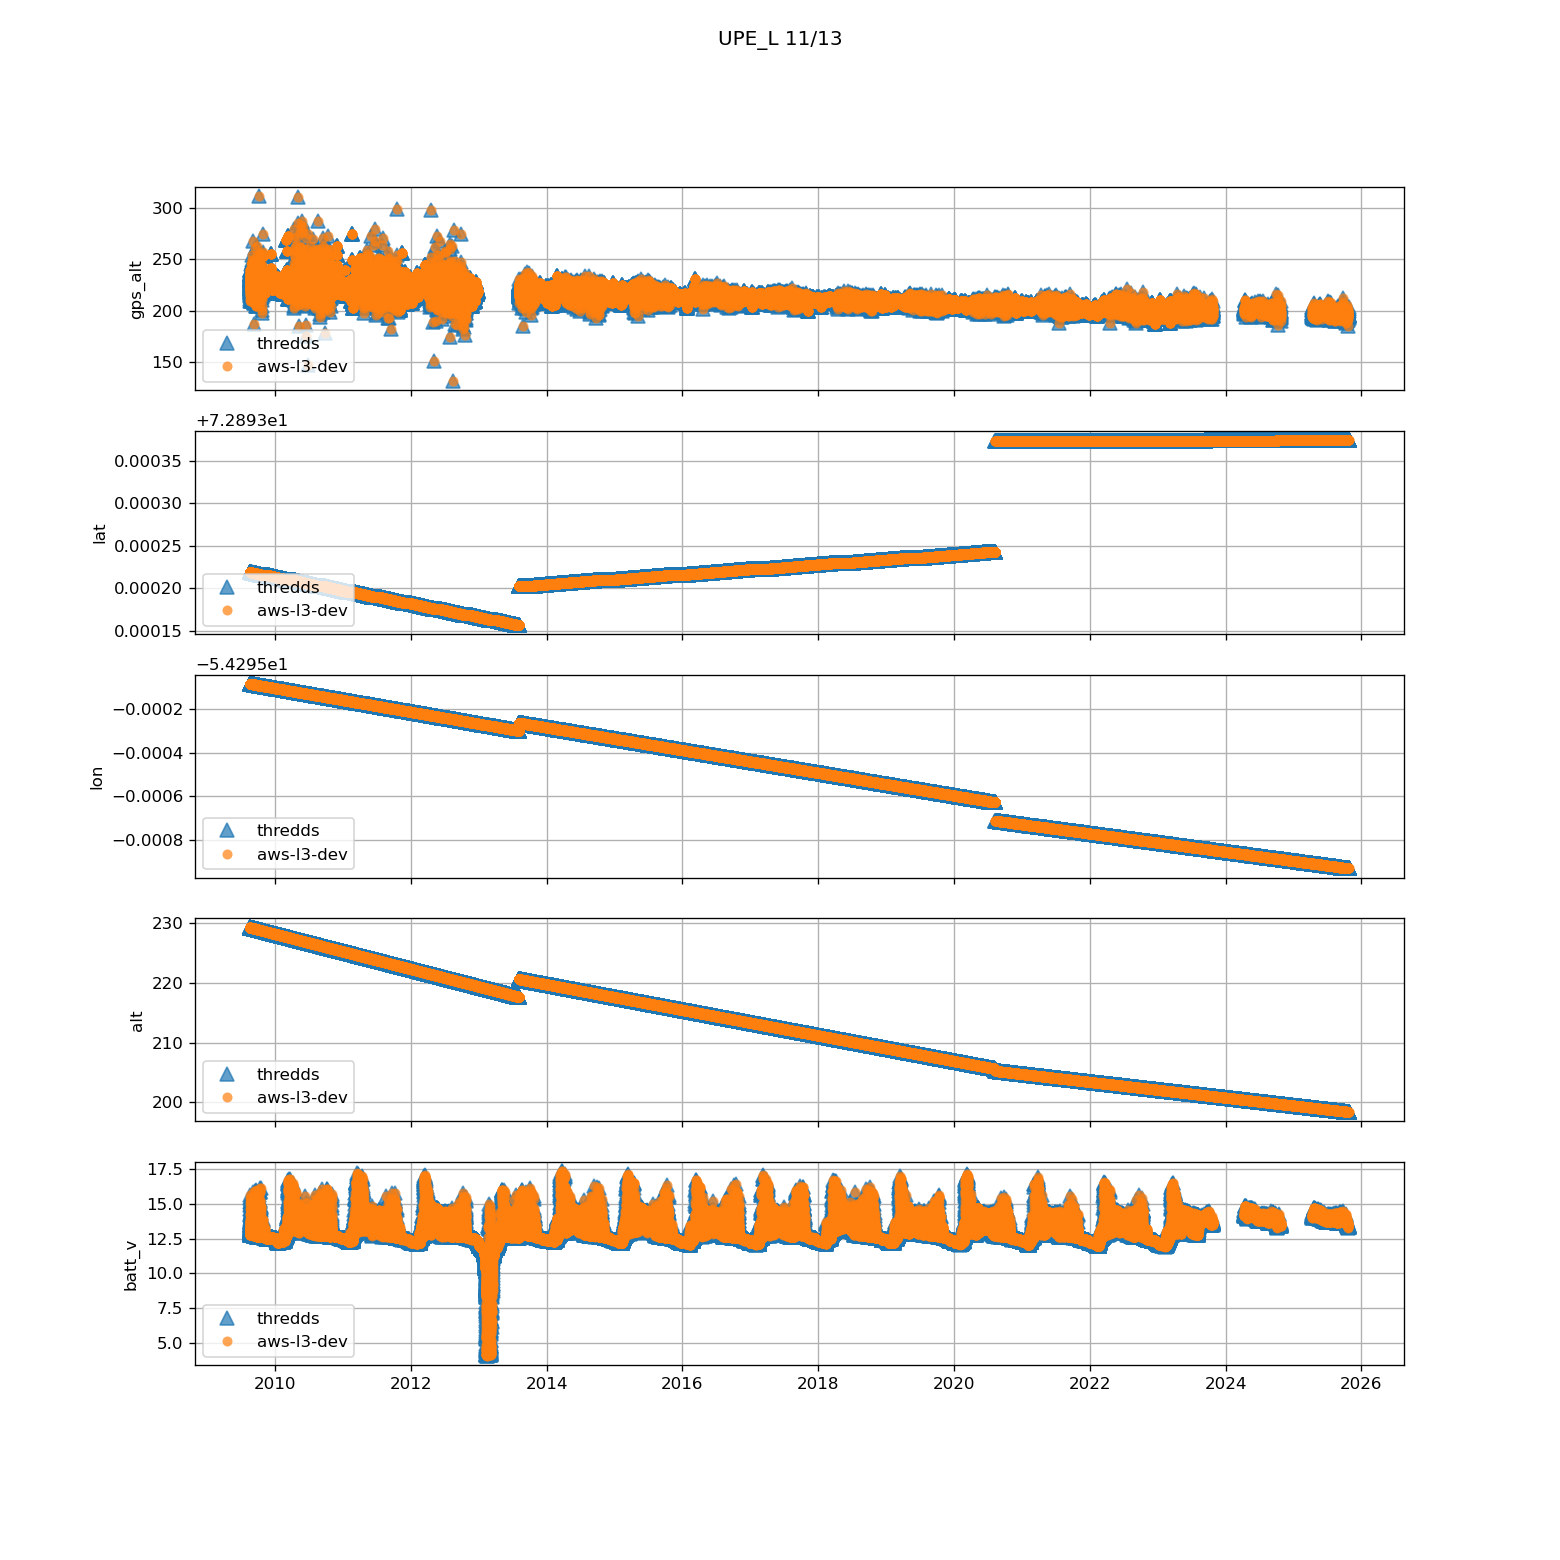 UPE_L 11/13
300
250
200
150
gps_alt
thredds
aws-l3-dev
+7.2893e1
0.00035
0.00030
0.00025
0.00020
0.00015
lat
thredds
aws-l3-dev
−5.4295e1
−0.0002
−0.0004
−0.0006
−0.0008
lon
thredds
aws-l3-dev
230
220
210
200
alt
thredds
aws-l3-dev
17.5
15.0
12.5
10.0
7.5
5.0
batt_v
thredds
aws-l3-dev
2010 2012 2014 2016 2018 2020 2022 2024 2026